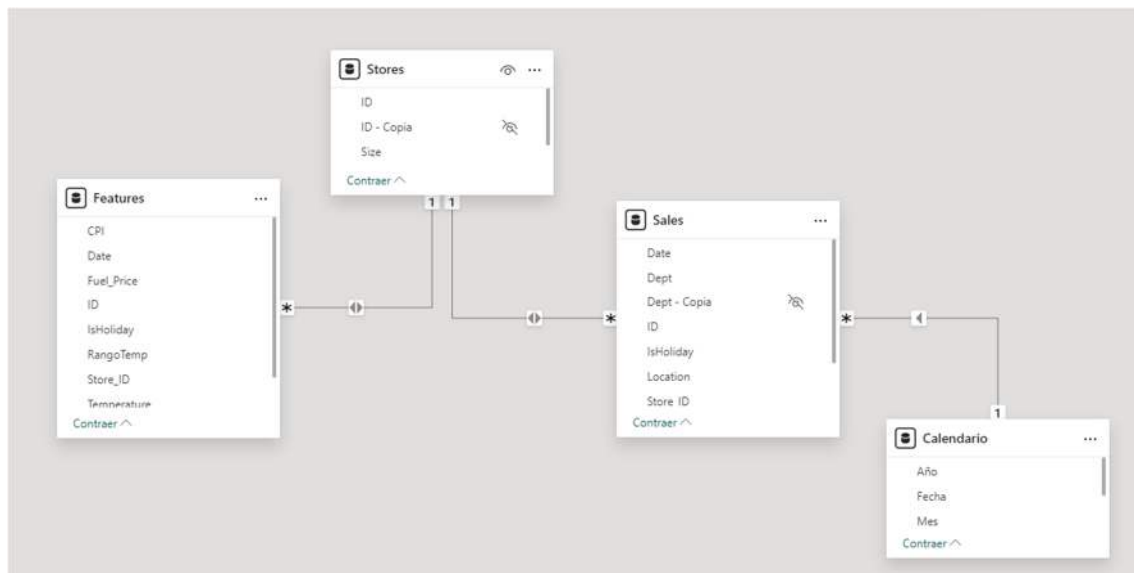 Stores
ID
ID - Copia
Size
Contraer
1 1
Features
CPI
Date
Fuel_Price
ID
IsHoliday
RangoTemp
Store_ID
Temperature
Contraer
*
*
Sales
Date
Dept
Dept - Copia
ID
IsHoliday
Location
Store ID
Contraer
*
1
Calendario
Año
Fecha
Mes
Contraer